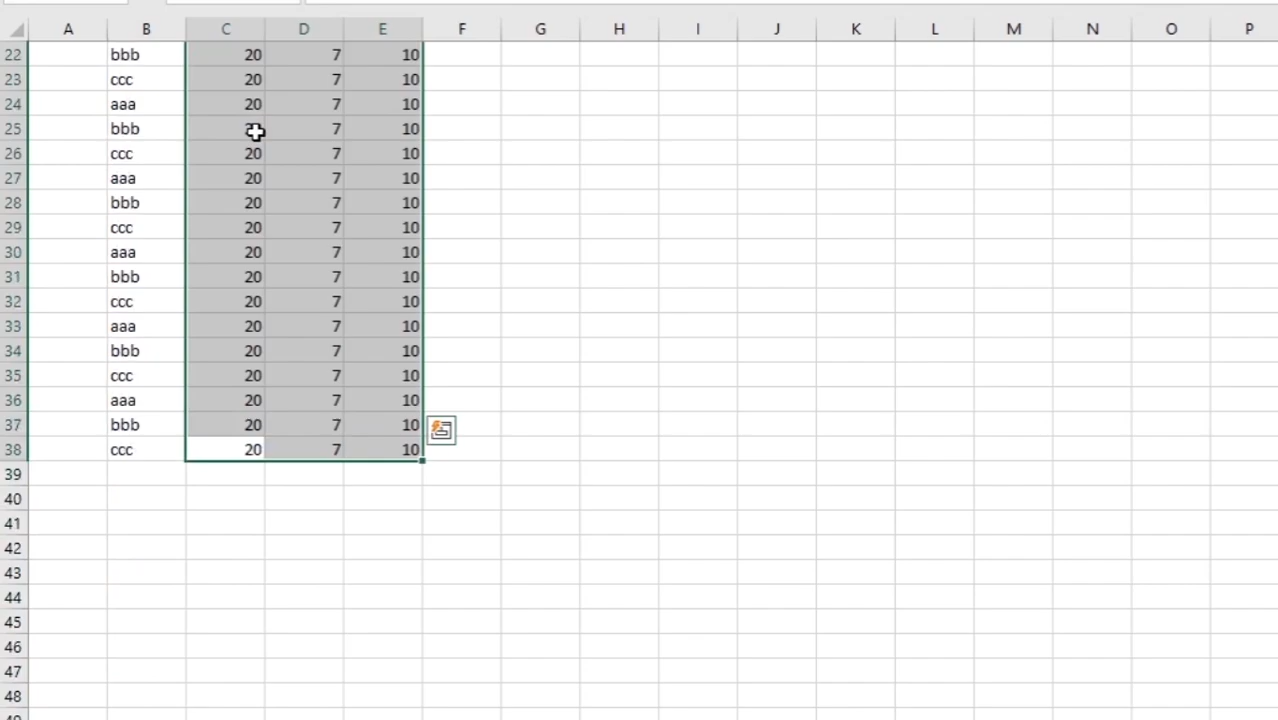 A B C D E F G H I J K L M N O P
22 bbb 20 7 10
23 ccc 20 7 10
24 aaa 20 7 10
25 bbb 7 10
26 ccc 20 7 10
27 aaa 20 7 10
28 bbb 20 7 10
29 ccc 20 7 10
30 aaa 20 7 10
31 bbb 20 7 10
32 ccc 20 7 10
33 aaa 20 7 10
34 bbb 20 7 10
35 ccc 20 7 10
36 aaa 20 7 10
37 bbb 20 7 10
38 ccc 20 7 10
39
40
41
42
43
44
45
46
47
48